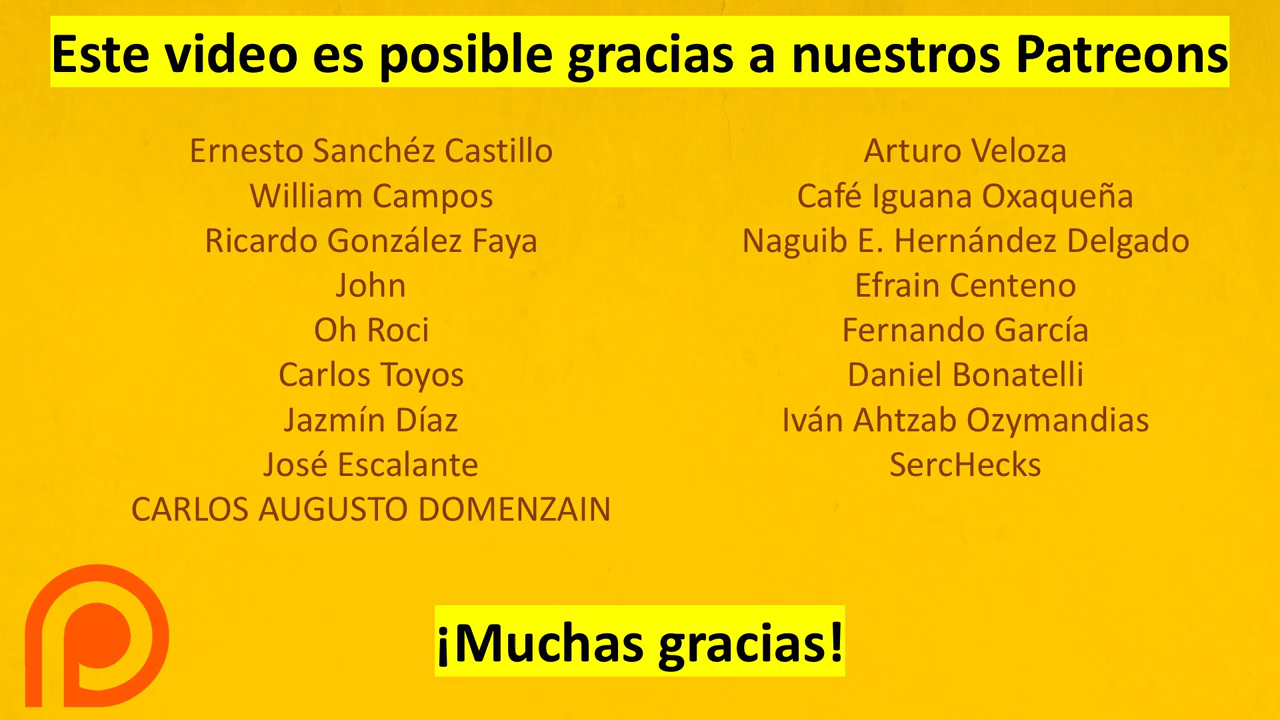 Este video es posible gracias a nuestros Patreons
Ernesto Sanchéz Castillo
William Campos
Ricardo González Faya
John
Oh Roci
Carlos Toyos
Jazmín Díaz
José Escalante
CARLOS AUGUSTO DOMENZAIN
Arturo Veloza
Café Iguana Oxaqueña
Naguib E. Hernández Delgado
Efrain Centeno
Fernando García
Daniel Bonatelli
Iván Ahtzab Ozymandias
SercHecks
¡Muchas gracias!